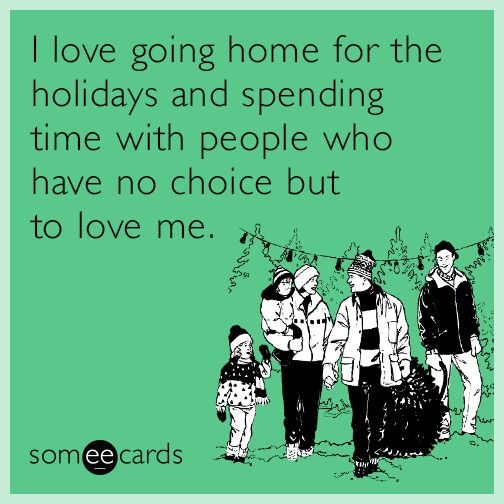 I love going home for the
holidays and spending
time with people who
have no choice but
to love me.
someecards